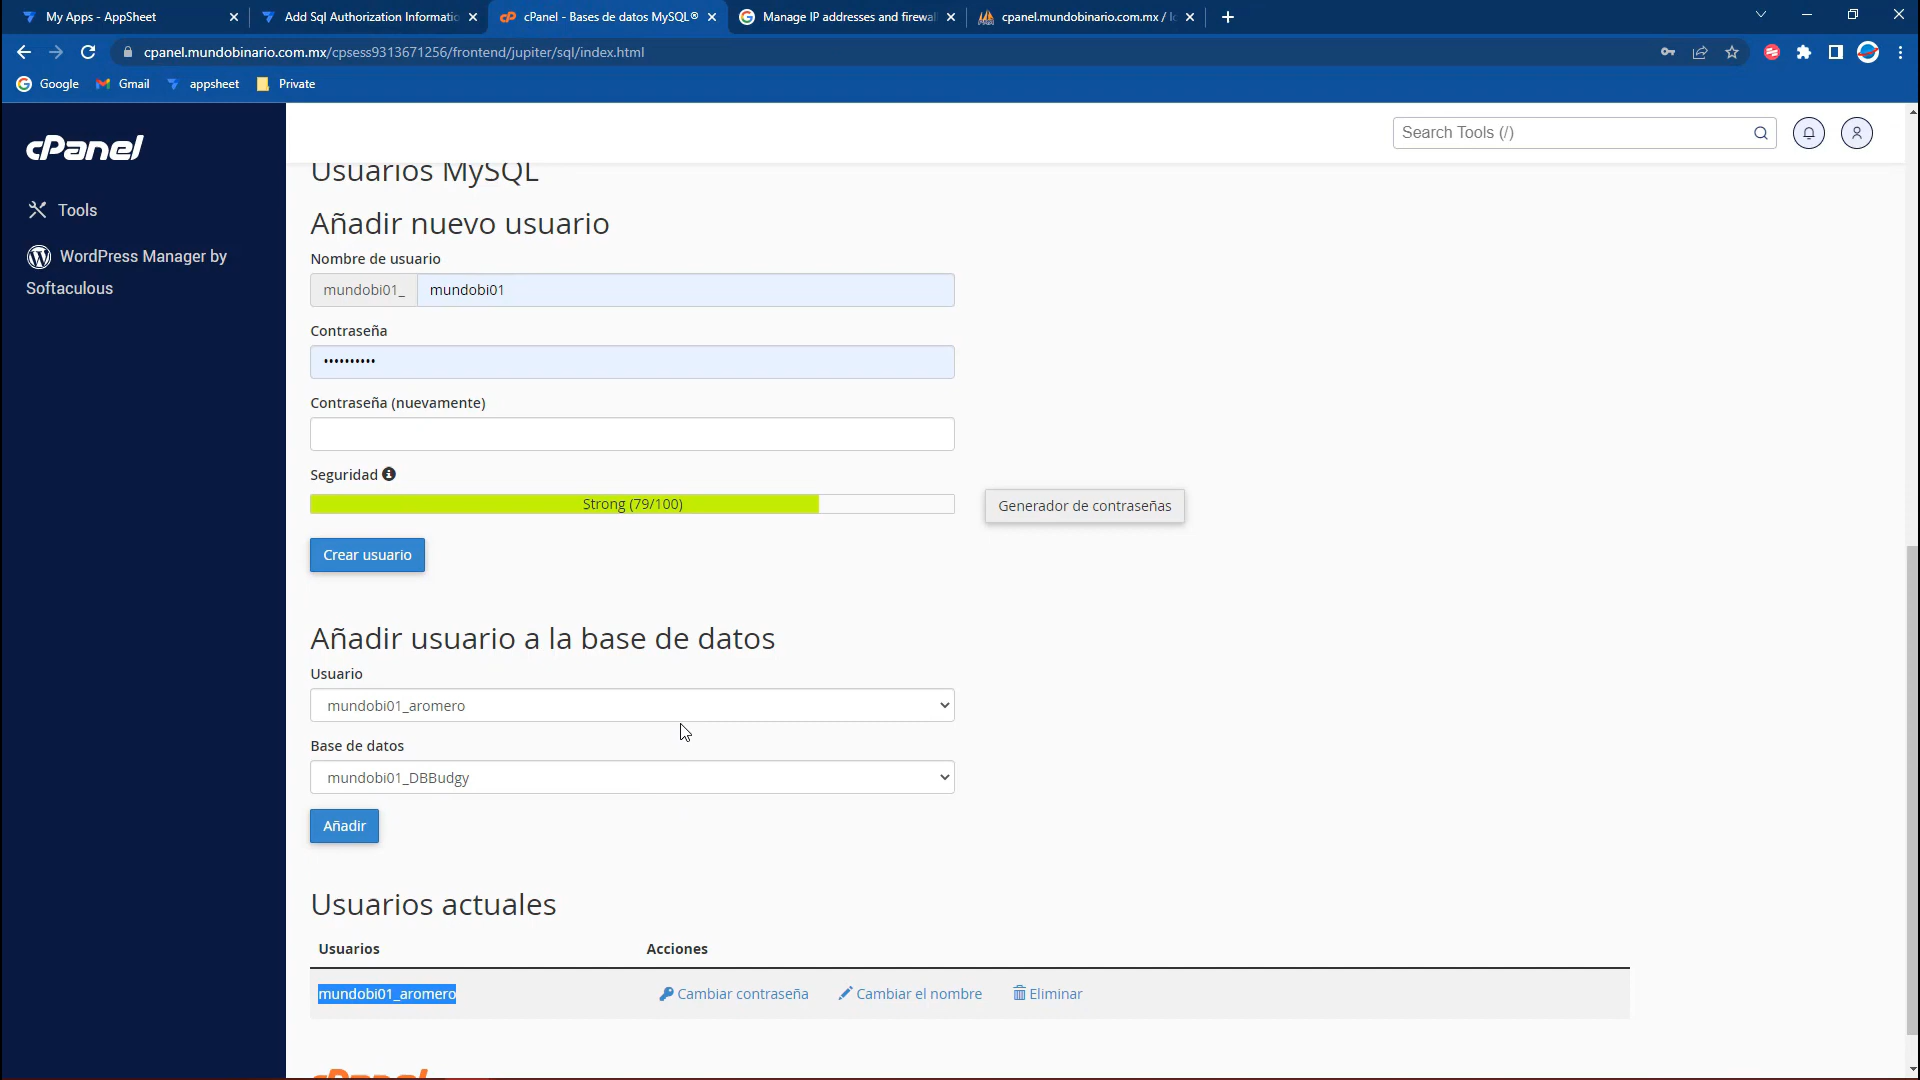 My Apps - AppSheet
Add Sql Authorization Informatio
cPanel - Bases de datos MySQL®
Manage IP addresses and firewal
cpanel.mundobinario.com.mx / lo
cpanel.mundobinario.com.mx/cpsess9313671256/frontend/jupiter/sql/index.html
Google
Gmail
appsheet
Private
cPanel
Search Tools (/)
Tools
WordPress Manager by
Softaculous
Usuarios MySQL
Añadir nuevo usuario
Nombre de usuario
mundobi01_
mundobi01
Contraseña
••••••••••
Contraseña (nuevamente)
Seguridad
Strong (79/100)
Generador de contraseñas
Crear usuario
Añadir usuario a la base de datos
Usuario
mundobi01_aromero
Base de datos
mundobi01_DBBudgy
Añadir
Usuarios actuales
Usuarios
Acciones
mundobi01_aromero
Cambiar contraseña
Cambiar el nombre
Eliminar
cPanel